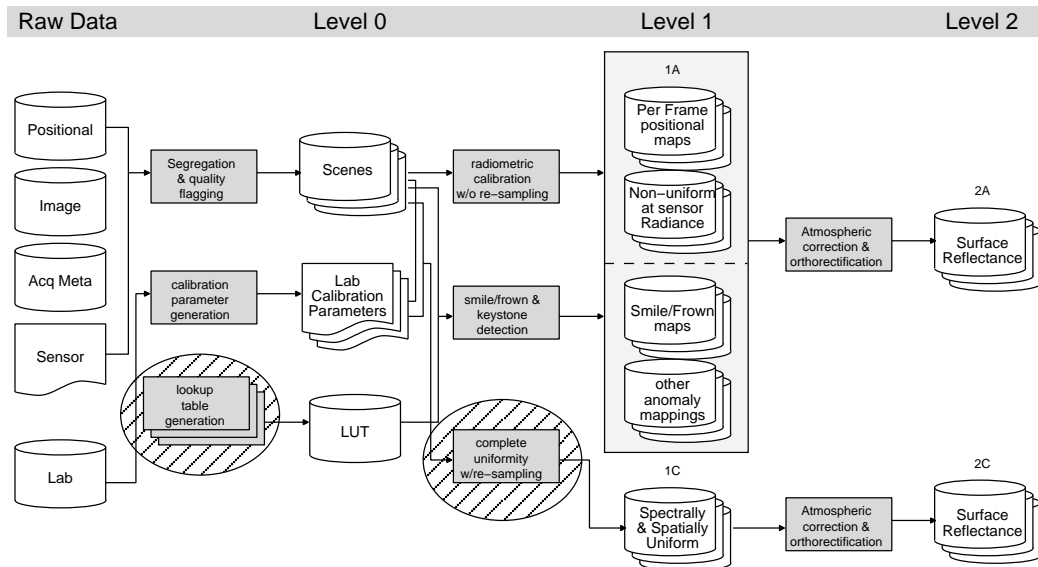 Raw Data
Level 0
Level 1
Level 2
Positional
Image
Acq Meta
Sensor
Lab
Segregation
& quality
flagging
calibration
parameter
generation
lookup
table
generation
Scenes
Lab
Calibration
Parameters
LUT
radiometric
calibration
w/o re−sampling
smile/frown &
keystone
detection
complete
uniformity
w/re−sampling
1A
Per Frame
positional
maps
Non−uniform
at sensor
Radiance
Smile/Frown
maps
other
anomaly
mappings
1C
Spectrally
& Spatially
Uniform
Atmospheric
correction &
orthorectification
Atmospheric
correction &
orthorectification
2A
Surface
Reflectance
2C
Surface
Reflectance